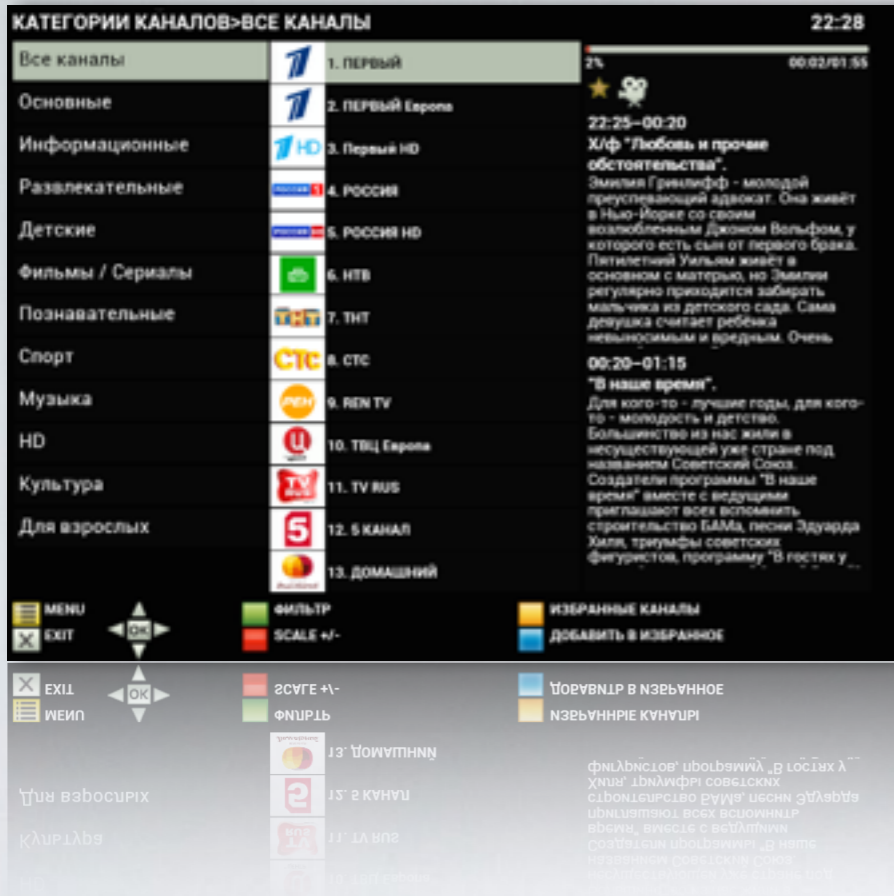 КАТЕГОРИИ КАНАЛОВ>ВСЕ КАНАЛЫ
22:28
Все каналы
Основные
Информационные
Развлекательные
Детские
Фильмы / Сериалы
Познавательные
Спорт
Музыка
HD
Культура
Для взрослых
1. ПЕРВЫЙ
2. ПЕРВЫЙ Европа
HD
3. Первый HD
4. РОССИЯ
5. РОССИЯ HD
6. НТВ
ТНТ
7. ТНТ
СТС
8. СТС
РЕН
9. REN TV
10. ТВЦ Европа
TV
RUS
11. TV RUS
5
12. 5 КАНАЛ
13. ДОМАШНИЙ
2%
00:02/01:55
22:25-00:20
Х/ф "Любовь и прочие
обстоятельства".
Эмилия Гринлифф - молодой
преуспевающий адвокат. Она живёт
в Нью-Йорке со своим
возлюбленным Джоном Вольфом, у
которого есть сын от первого брака.
Пятилетний Уильям живёт в
основном с матерью, но Эмилии
регулярно приходится забирать
мальчика из детского сада. Сама
девушка считает ребёнка
невыносимым и вредным. Очень
00:20-01:15
"В наше время".
Для кого-то - лучшие годы, для кого-
то - молодость и детство.
Большинство из нас жили в
несуществующей уже стране под
названием Советский Союз.
Создатели программы "В наше
время" вместе с ведущими
приглашают всех вспомнить
строительство БАМа, песни Эдуарда
Хиля, триумфы советских
фигуристов, программу "В гостях у
MENU
EXIT
OK
ФИЛЬТР
SCALE +/-
ИЗБРАННЫЕ КАНАЛЫ
ДОБАВИТЬ В ИЗБРАННОЕ